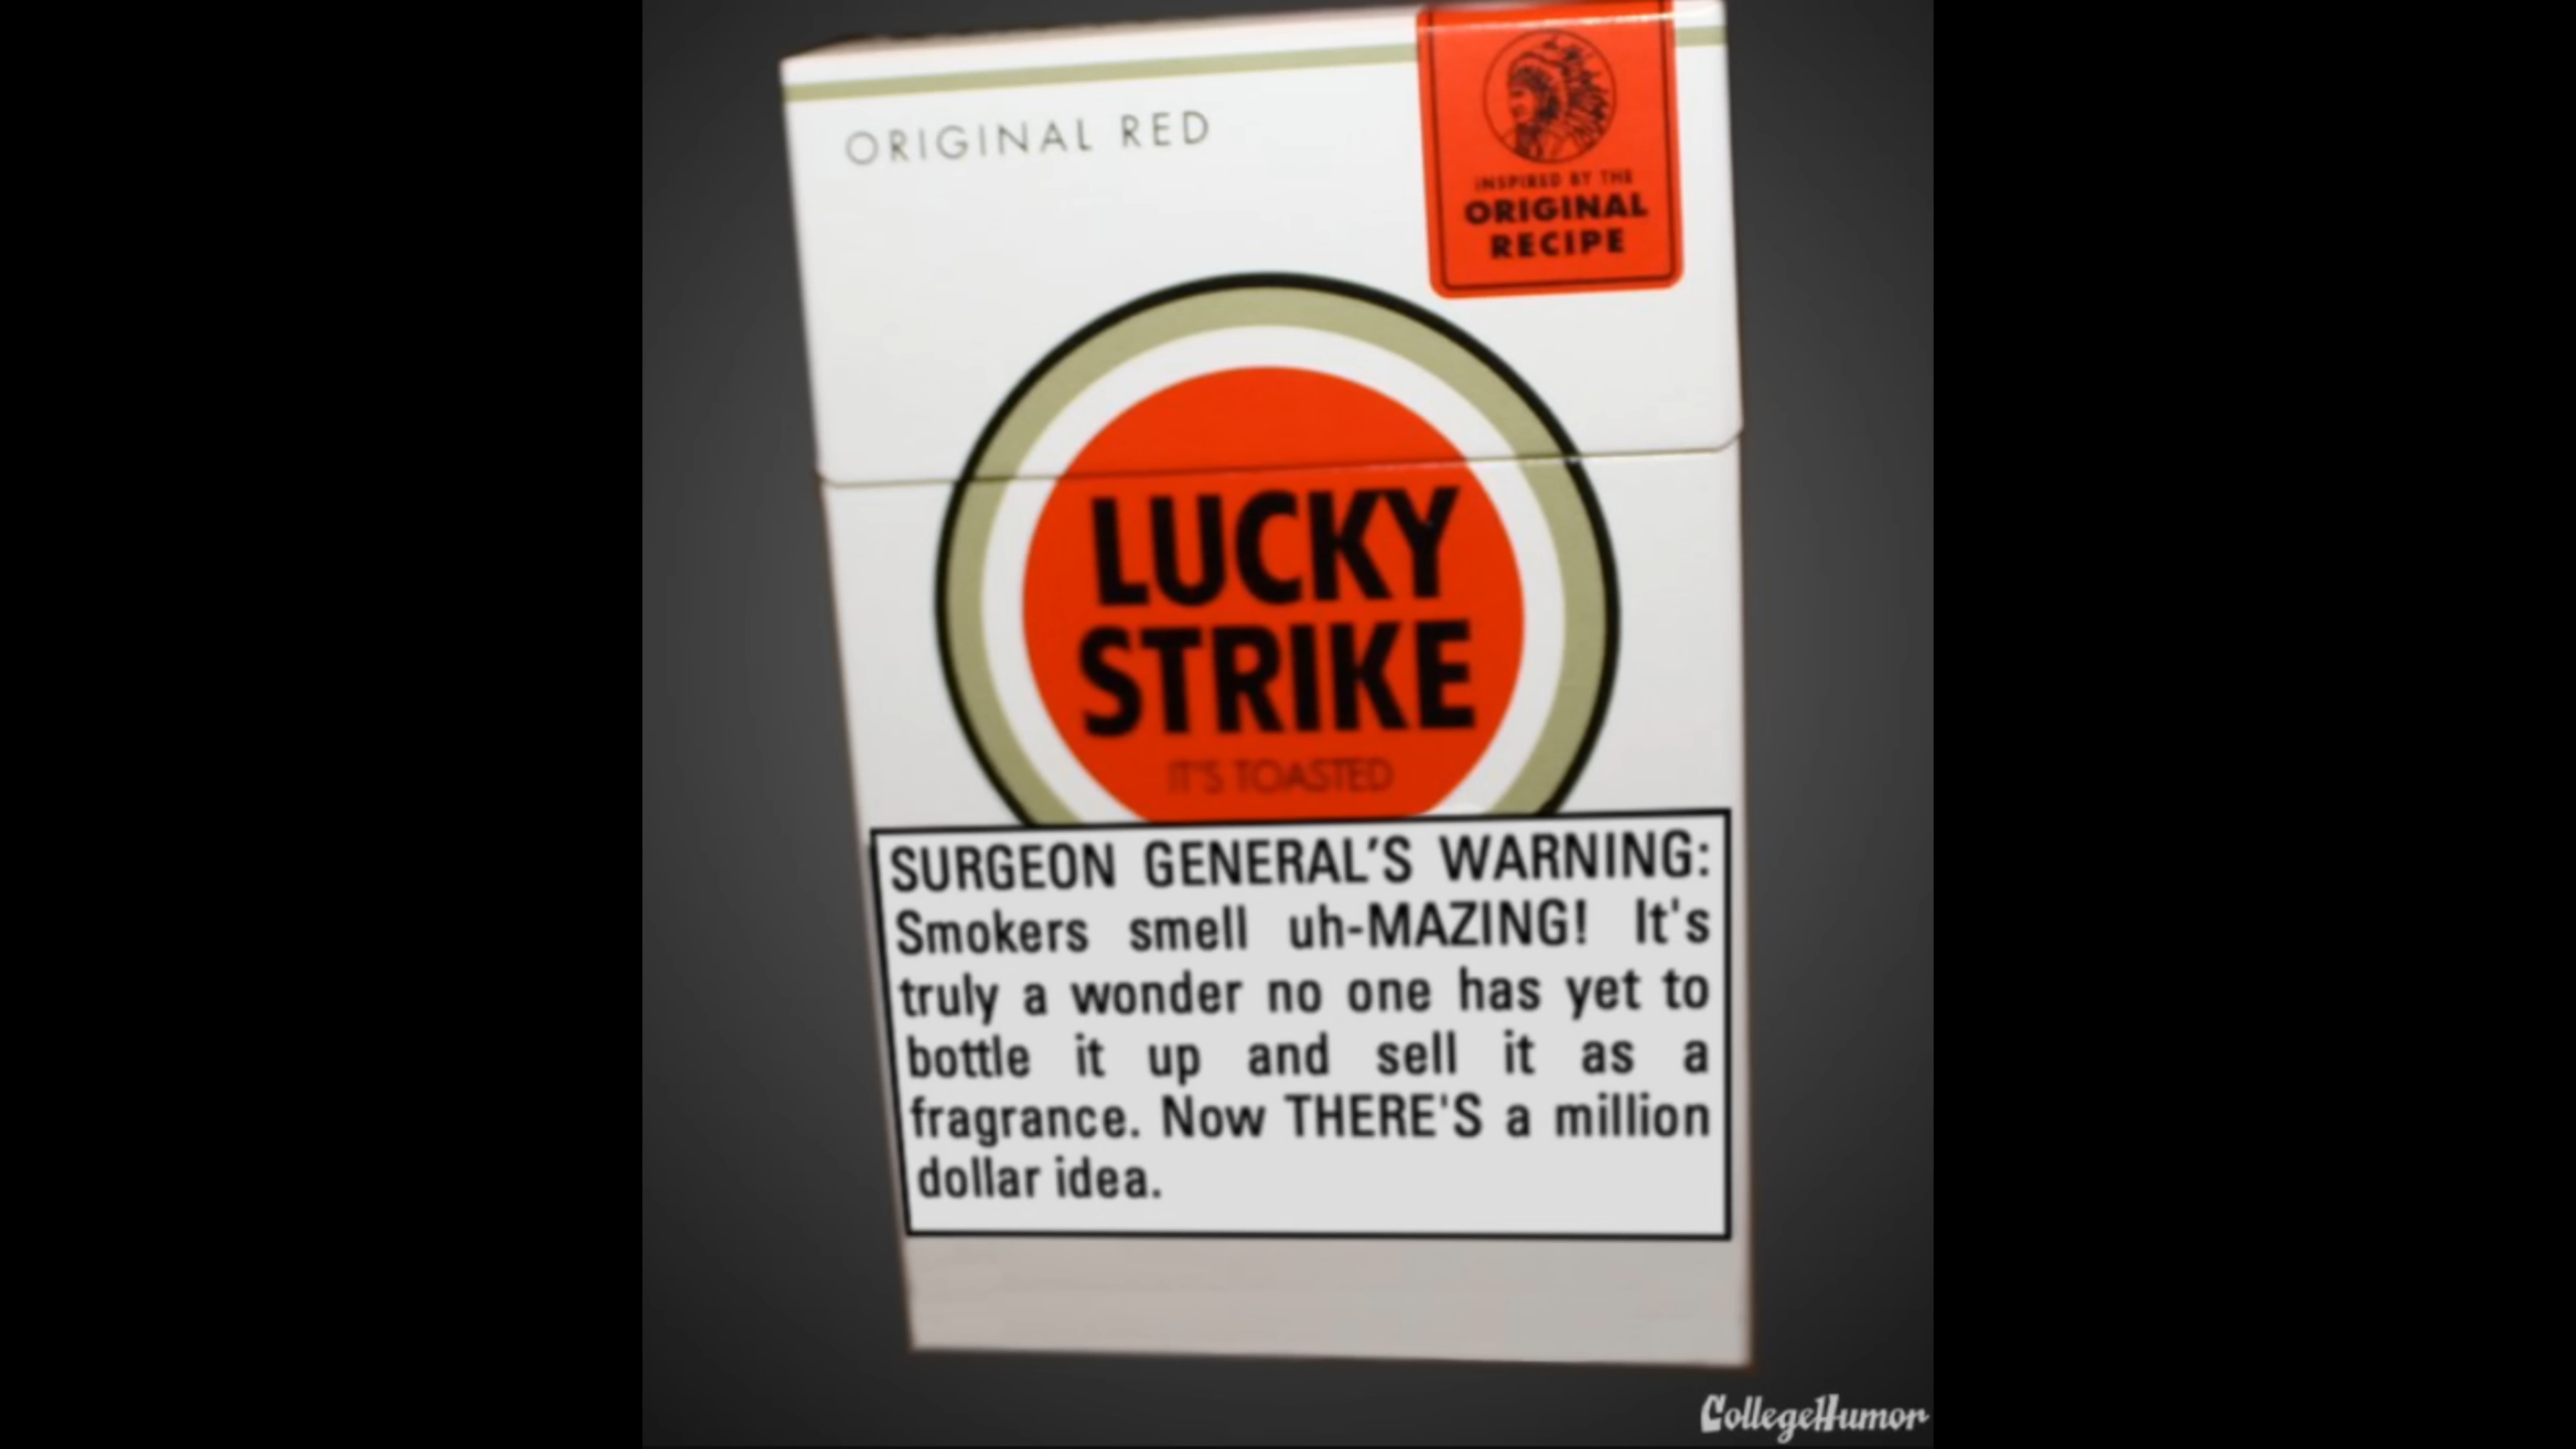 ORIGINAL RED
INSPIRED BY THE
ORIGINAL
RECIPE
LUCKY
STRIKE
IT'S TOASTED
SURGEON GENERAL'S WARNING:
Smokers smell uh-MAZING! It's
truly a wonder no one has yet to
bottle it up and sell it as a
fragrance. Now THERE'S a million
dollar idea.
CollegeHumor